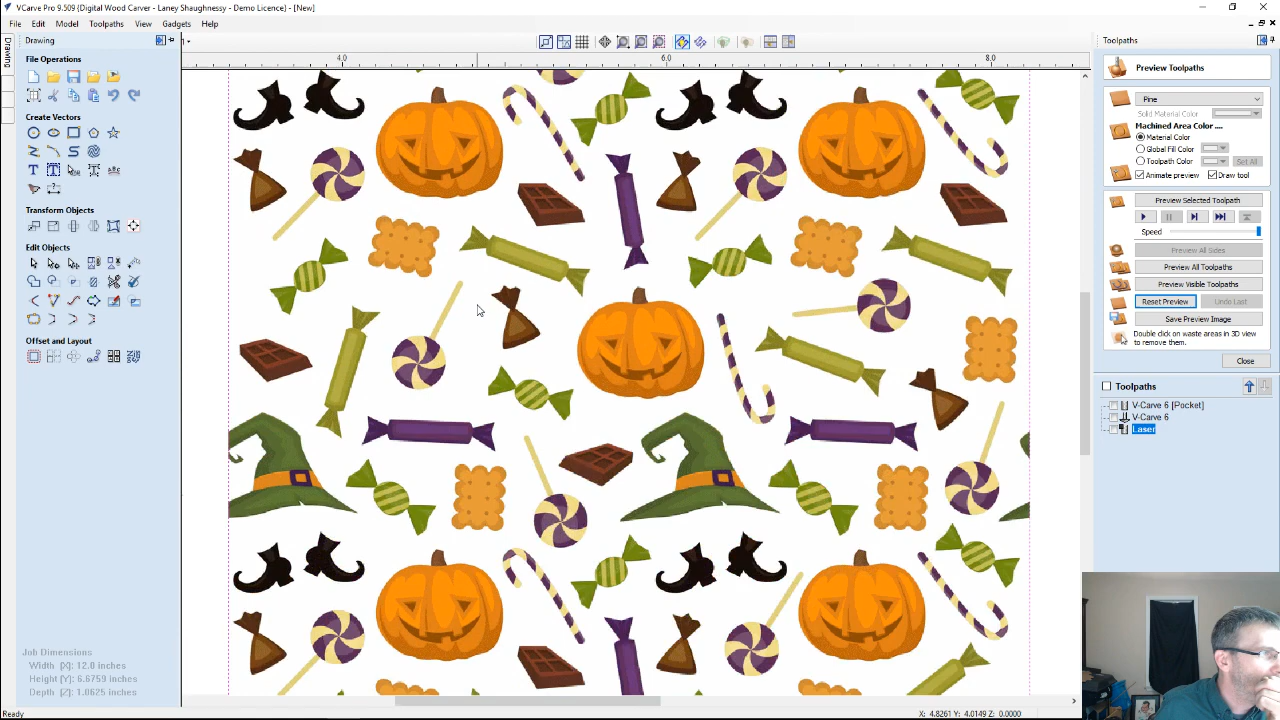 VCarve Pro 9.509 {Digital Wood Carver - Laney Shaughnessy - Demo Licence} - [New]
File Edit Model Toolpaths View Gadgets Help
Drawing
Drawing
File Operations
Create Vectors
Transform Objects
Edit Objects
Offset and Layout
Job Dimensions
Width [X]: 12.0 inches
Height [Y]: 6.6759 inches
Depth [Z]: 1.0625 inches
Ready
4.0 6.0 8.0
X: 4.8261 Y: 4.0149 Z: 0.0000
Toolpaths
Preview Toolpaths
Pine
Solid Material Color
Machined Area Color ....
Material Color
Global Fill Color
Toolpath Color Set All
Animate preview Draw tool
Preview Selected Toolpath
Speed
Preview All Sides
Preview All Toolpaths
Preview Visible Toolpaths
Reset Preview Undo Last
Save Preview Image
Double click on waste areas in 3D view
to remove them.
Close
Toolpaths
V-Carve 6 [Pocket]
V-Carve 6
Laser